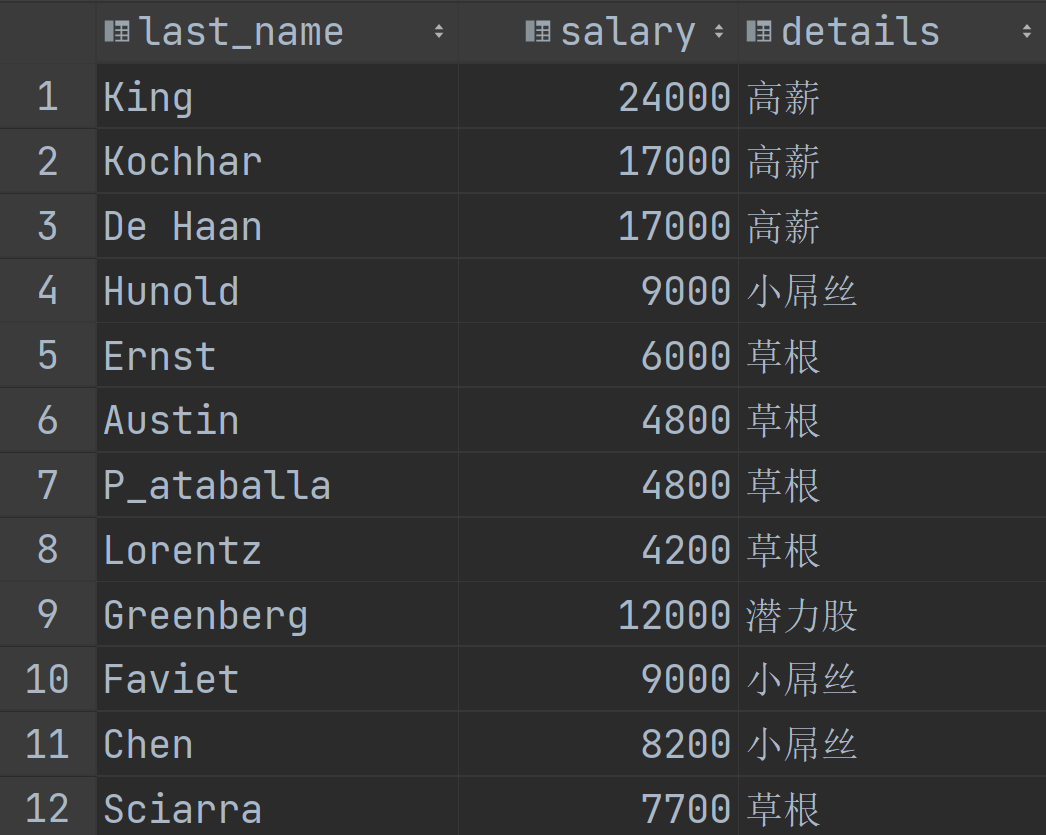 last_name salary details
1 King 24000 高薪
2 Kochhar 17000 高薪
3 De Haan 17000 高薪
4 Hunold 9000 小屌丝
5 Ernst 6000 草根
6 Austin 4800 草根
7 P_ataballa 4800 草根
8 Lorentz 4200 草根
9 Greenberg 12000 潜力股
10 Faviet 9000 小屌丝
11 Chen 8200 小屌丝
12 Sciarra 7700 草根